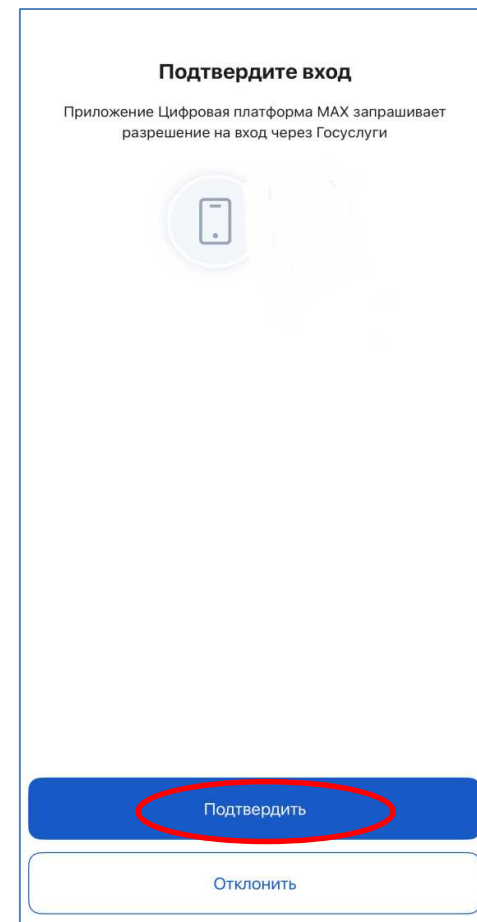 Подтвердите вход
Приложение Цифровая платформа MAX запрашивает
разрешение на вход через Госуслуги
Подтвердить
Отклонить